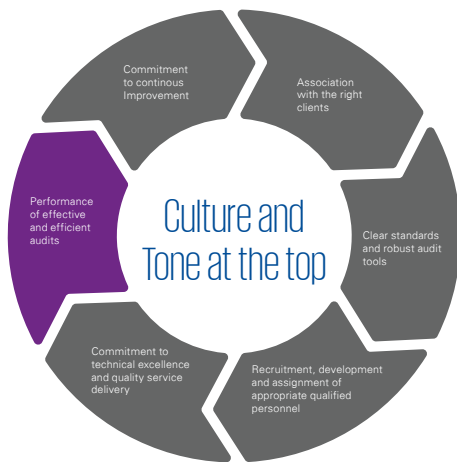 Commitment
to continous
Improvement
Association
with the right
clients
Performance
of effective
and efficient
audits
Culture and
Tone at the top
Clear standards
and robust audit
tools
Commitment to
technical excellence
and quality service
delivery
Recruitment, development
and assignment of
appropriate qualified
personnel